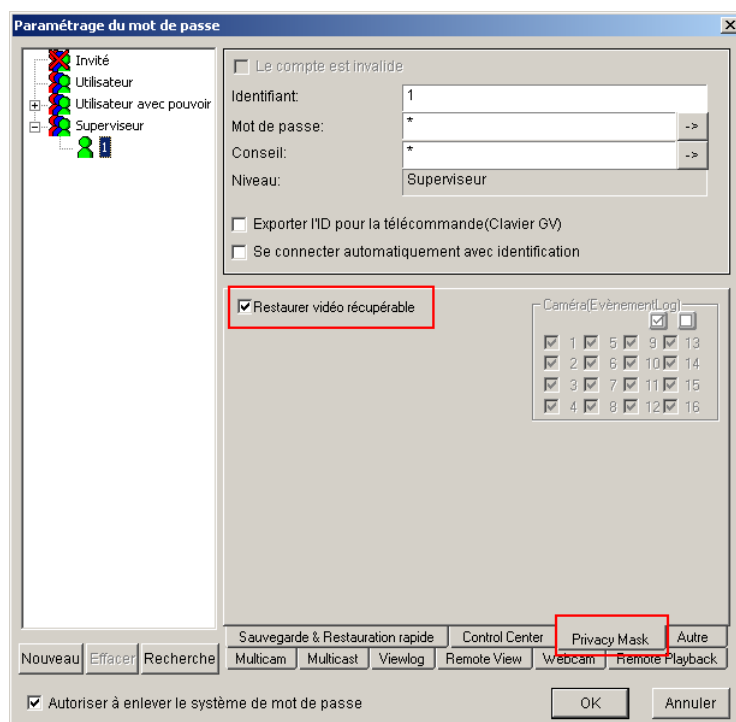 Paramétrage du mot de passe
Invité
Utilisateur
Utilisateur avec pouvoir
Superviseur
1
Le compte est invalide
Identifiant: 1
Mot de passe: * ->
Conseil: * ->
Niveau: Superviseur
Exporter l'ID pour la télécommande(Clavier GV)
Se connecter automatiquement avec identification
Restaurer vidéo récupérable
Caméra(EvènementLog)
1 5 9 13
2 6 10 14
3 7 11 15
4 8 12 16
Sauvegarde & Restauration rapide Control Center Privacy Mask Autre
Multicam Multicast Viewlog Remote View Webcam Remote Playback
Nouveau Effacer Recherche
Autoriser à enlever le système de mot de passe
OK Annuler